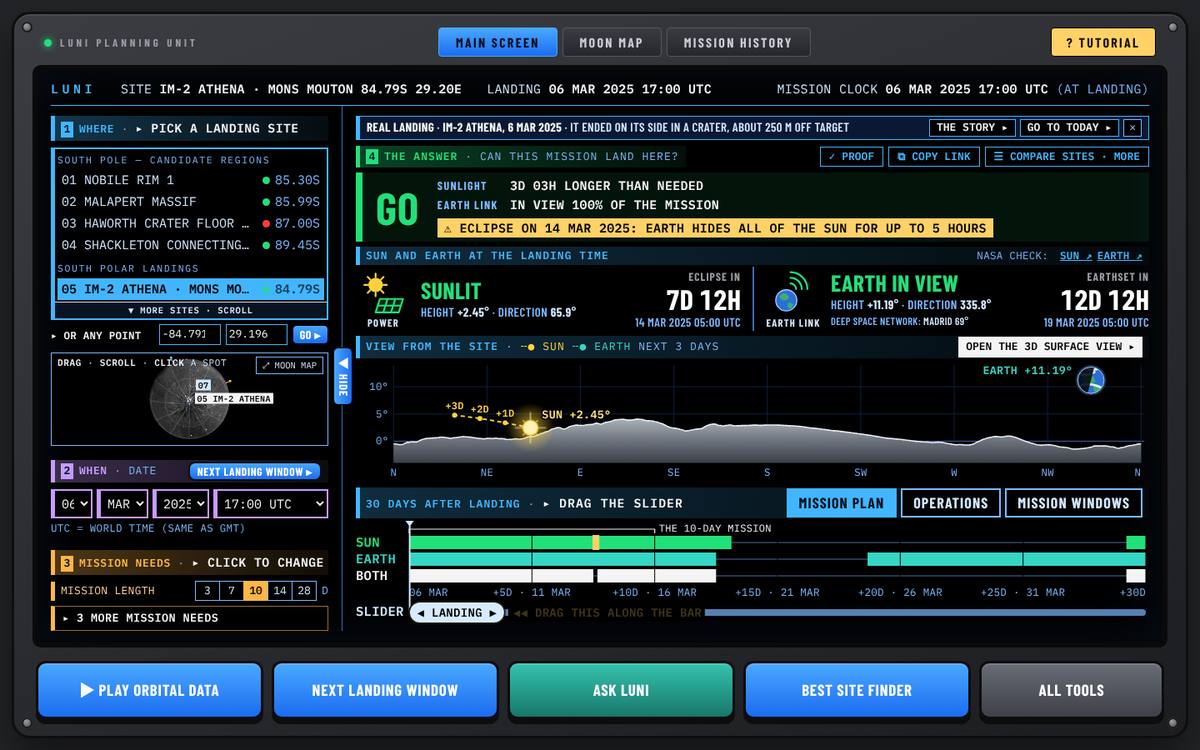 LUNI PLANNING UNIT
MAIN SCREEN
MOON MAP
MISSION HISTORY
? TUTORIAL
LUNI
SITE IM-2 ATHENA · MONS MOUTON 84.79S 29.20E
LANDING 06 MAR 2025 17:00 UTC
MISSION CLOCK 06 MAR 2025 17:00 UTC (AT LANDING)
1 WHERE · ▸ PICK A LANDING SITE
SOUTH POLE — CANDIDATE REGIONS
01 NOBILE RIM 1 85.30S
02 MALAPERT MASSIF 85.99S
03 HAWORTH CRATER FLOOR … 87.00S
04 SHACKLETON CONNECTING… 89.45S
SOUTH POLAR LANDINGS
05 IM-2 ATHENA · MONS MO… 84.79S
▼ MORE SITES · SCROLL
▸ OR ANY POINT -84.791 29.196 GO ▶
DRAG · SCROLL · CLICK A SPOT
⤢ MOON MAP
07
05 IM-2 ATHENA
◀ HIDE
2 WHEN · DATE
NEXT LANDING WINDOW ▶
06 MAR 2025 17:00 UTC
UTC = WORLD TIME (SAME AS GMT)
3 MISSION NEEDS · ▸ CLICK TO CHANGE
MISSION LENGTH 3 7 10 14 28 D
▸ 3 MORE MISSION NEEDS
REAL LANDING · IM-2 ATHENA, 6 MAR 2025 · IT ENDED ON ITS SIDE IN A CRATER, ABOUT 250 M OFF TARGET
THE STORY ▸
GO TO TODAY ▸
×
4 THE ANSWER · CAN THIS MISSION LAND HERE?
✓ PROOF
⧉ COPY LINK
☰ COMPARE SITES · MORE
GO
SUNLIGHT 3D 03H LONGER THAN NEEDED
EARTH LINK IN VIEW 100% OF THE MISSION
⚠ ECLIPSE ON 14 MAR 2025: EARTH HIDES ALL OF THE SUN FOR UP TO 5 HOURS
SUN AND EARTH AT THE LANDING TIME
NASA CHECK: SUN ↗ EARTH ↗
POWER
SUNLIT
HEIGHT +2.45° · DIRECTION 65.9°
ECLIPSE IN
7D 12H
14 MAR 2025 05:00 UTC
EARTH LINK
EARTH IN VIEW
HEIGHT +11.19° · DIRECTION 335.8°
DEEP SPACE NETWORK: MADRID 69°
EARTHSET IN
12D 12H
19 MAR 2025 05:00 UTC
VIEW FROM THE SITE · SUN · EARTH NEXT 3 DAYS
OPEN THE 3D SURFACE VIEW ▸
EARTH +11.19°
10°
5°
0°
+3D +2D +1D SUN +2.45°
N NE E SE S SW W NW N
30 DAYS AFTER LANDING · ▸ DRAG THE SLIDER
MISSION PLAN
OPERATIONS
MISSION WINDOWS
THE 10-DAY MISSION
SUN
EARTH
BOTH
06 MAR +5D · 11 MAR +10D · 16 MAR +15D · 21 MAR +20D · 26 MAR +25D · 31 MAR +30D
SLIDER ◀ LANDING ▶ ◀◀ DRAG THIS ALONG THE BAR
▶ PLAY ORBITAL DATA
NEXT LANDING WINDOW
ASK LUNI
BEST SITE FINDER
ALL TOOLS